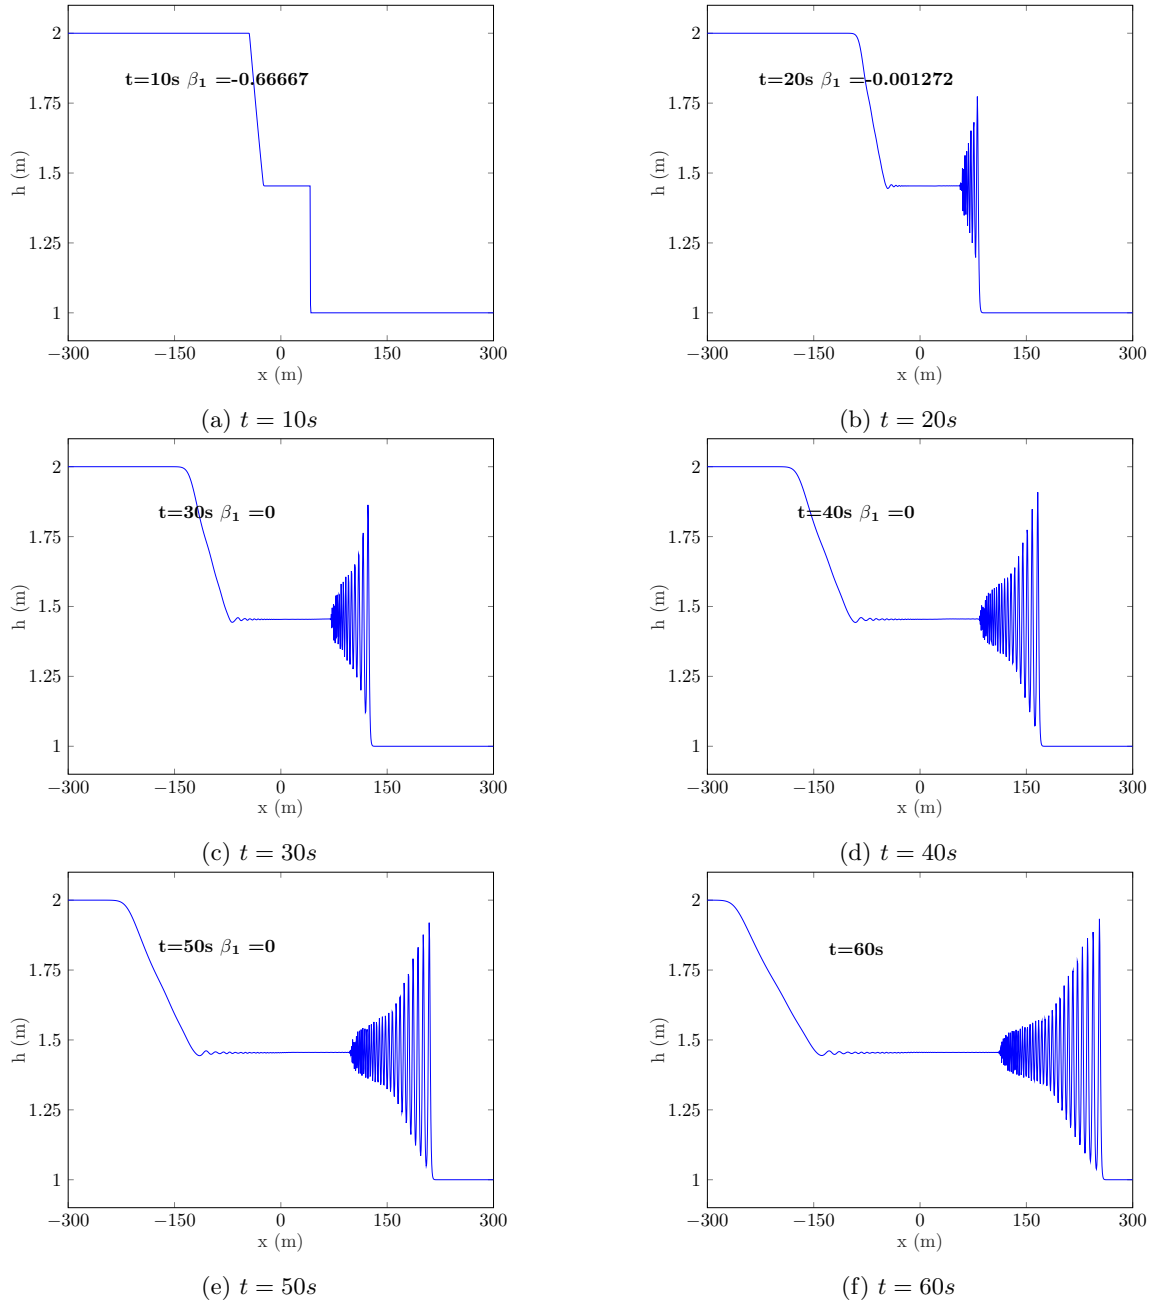 2
1.75
1.5
1.25
1
h (m)
t=10s β₁ =-0.66667
−300 −150 0 150 300
x (m)
(a) t = 10s
2
1.75
1.5
1.25
1
h (m)
t=20s β₁ =-0.001272
−300 −150 0 150 300
x (m)
(b) t = 20s
2
1.75
1.5
1.25
1
h (m)
t=30s β₁ =0
−300 −150 0 150 300
x (m)
(c) t = 30s
2
1.75
1.5
1.25
1
h (m)
t=40s β₁ =0
−300 −150 0 150 300
x (m)
(d) t = 40s
2
1.75
1.5
1.25
1
h (m)
t=50s β₁ =0
−300 −150 0 150 300
x (m)
(e) t = 50s
2
1.75
1.5
1.25
1
h (m)
t=60s
−300 −150 0 150 300
x (m)
(f) t = 60s